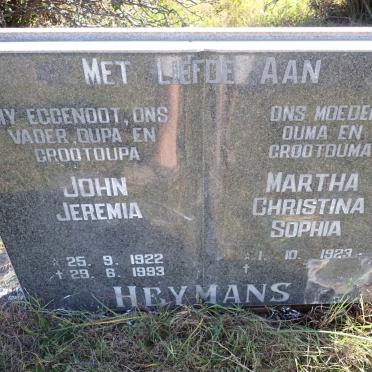 MET LIEFDE AAN
MY EGGENOOT, ONS
VADER, OUPA EN
GROOTOUPA
JOHN
JEREMIA
* 25. 9. 1922
† 29. 6. 1993
ONS MOEDER
OUMA EN
GROOTOUMA
MARTHA
CHRISTINA
SOPHIA
* 1. 10. 1923
†
HEYMANS